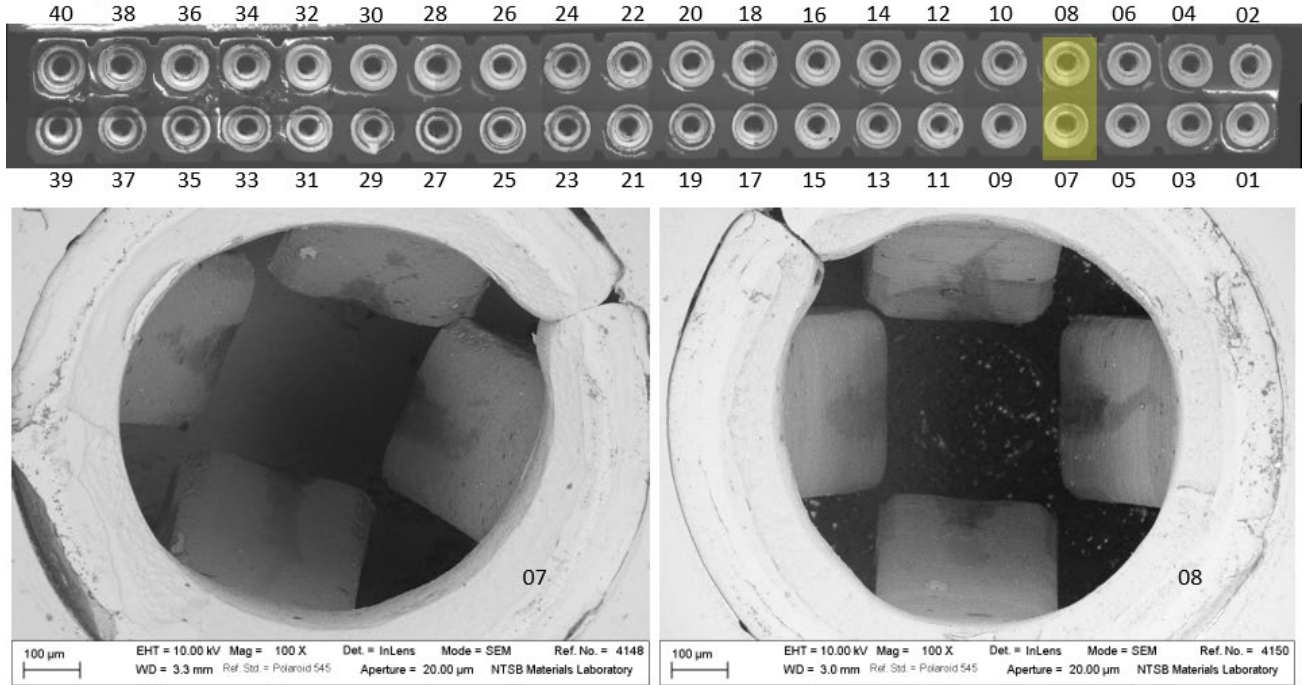 40 38 36 34 32 30 28 26 24 22 20 18 16 14 12 10 08 06 04 02
39 37 35 33 31 29 27 25 23 21 19 17 15 13 11 09 07 05 03 01
07
08
100 µm
EHT = 10.00 kV Mag = 100 X Det. = InLens Mode = SEM Ref. No. = 4148
WD = 3.3 mm Ref. Std. = Polaroid 545 Aperture = 20.00 µm NTSB Materials Laboratory
100 µm
EHT = 10.00 kV Mag = 100 X Det. = InLens Mode = SEM Ref. No. = 4150
WD = 3.0 mm Ref. Std. = Polaroid 545 Aperture = 20.00 µm NTSB Materials Laboratory